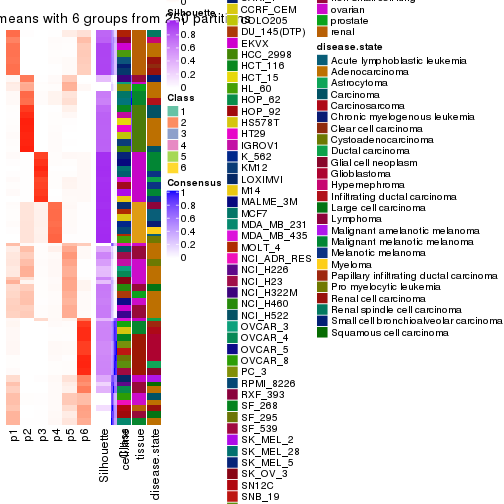 means with 6 groups from 250 partitions
Silhouette
1
0.8
0.6
0.4
0.2
0
Class
1
2
3
4
5
6
Consensus
1
0.8
0.6
0.4
0.2
0
p1
p2
p3
p4
p5
p6
Silhouette
tissue
disease.state
CCRF_CEM
COLO205
DU_145(DTP)
EKVX
HCC_2998
HCT_116
HCT_15
HL_60
HOP_62
HOP_92
HS578T
HT29
IGROV1
K_562
KM12
LOXIMVI
M14
MALME_3M
MCF7
MDA_MB_231
MDA_MB_435
MOLT_4
NCI_ADR_RES
NCI_H226
NCI_H23
NCI_H322M
NCI_H460
NCI_H522
OVCAR_3
OVCAR_4
OVCAR_5
OVCAR_8
PC_3
RPMI_8226
RXF_393
SF_268
SF_295
SF_539
SK_MEL_2
SK_MEL_28
SK_MEL_5
SK_OV_3
SN12C
SNB_19
ovarian
prostate
renal
disease.state
Acute lymphoblastic leukemia
Adenocarcinoma
Astrocytoma
Carcinoma
Carcinosarcoma
Chronic myelogenous leukemia
Clear cell carcinoma
Cystoadenocarcinoma
Ductal carcinoma
Glial cell neoplasm
Glioblastoma
Hypernephroma
Infiltrating ductal carcinoma
Large cell carcinoma
Lymphoma
Malignant amelanotic melanoma
Malignant melanotic melanoma
Melanotic melanoma
Myeloma
Papillary infiltrating ductal carcinoma
Pro myelocytic leukemia
Renal cell carcinoma
Renal spindle cell carcinoma
Small cell bronchioalveolar carcinoma
Squamous cell carcinoma